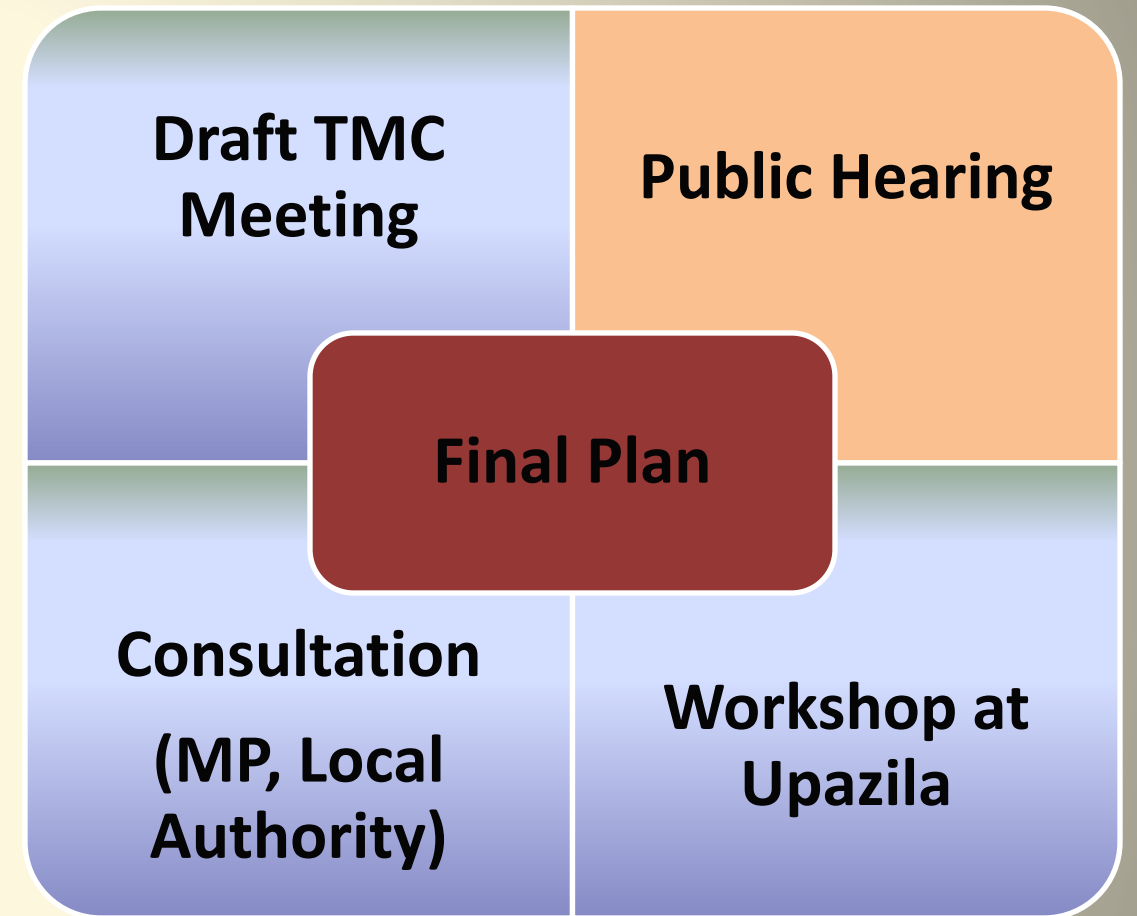 Draft TMC
Meeting
Public Hearing
Final Plan
Consultation
(MP, Local
Authority)
Workshop at
Upazila